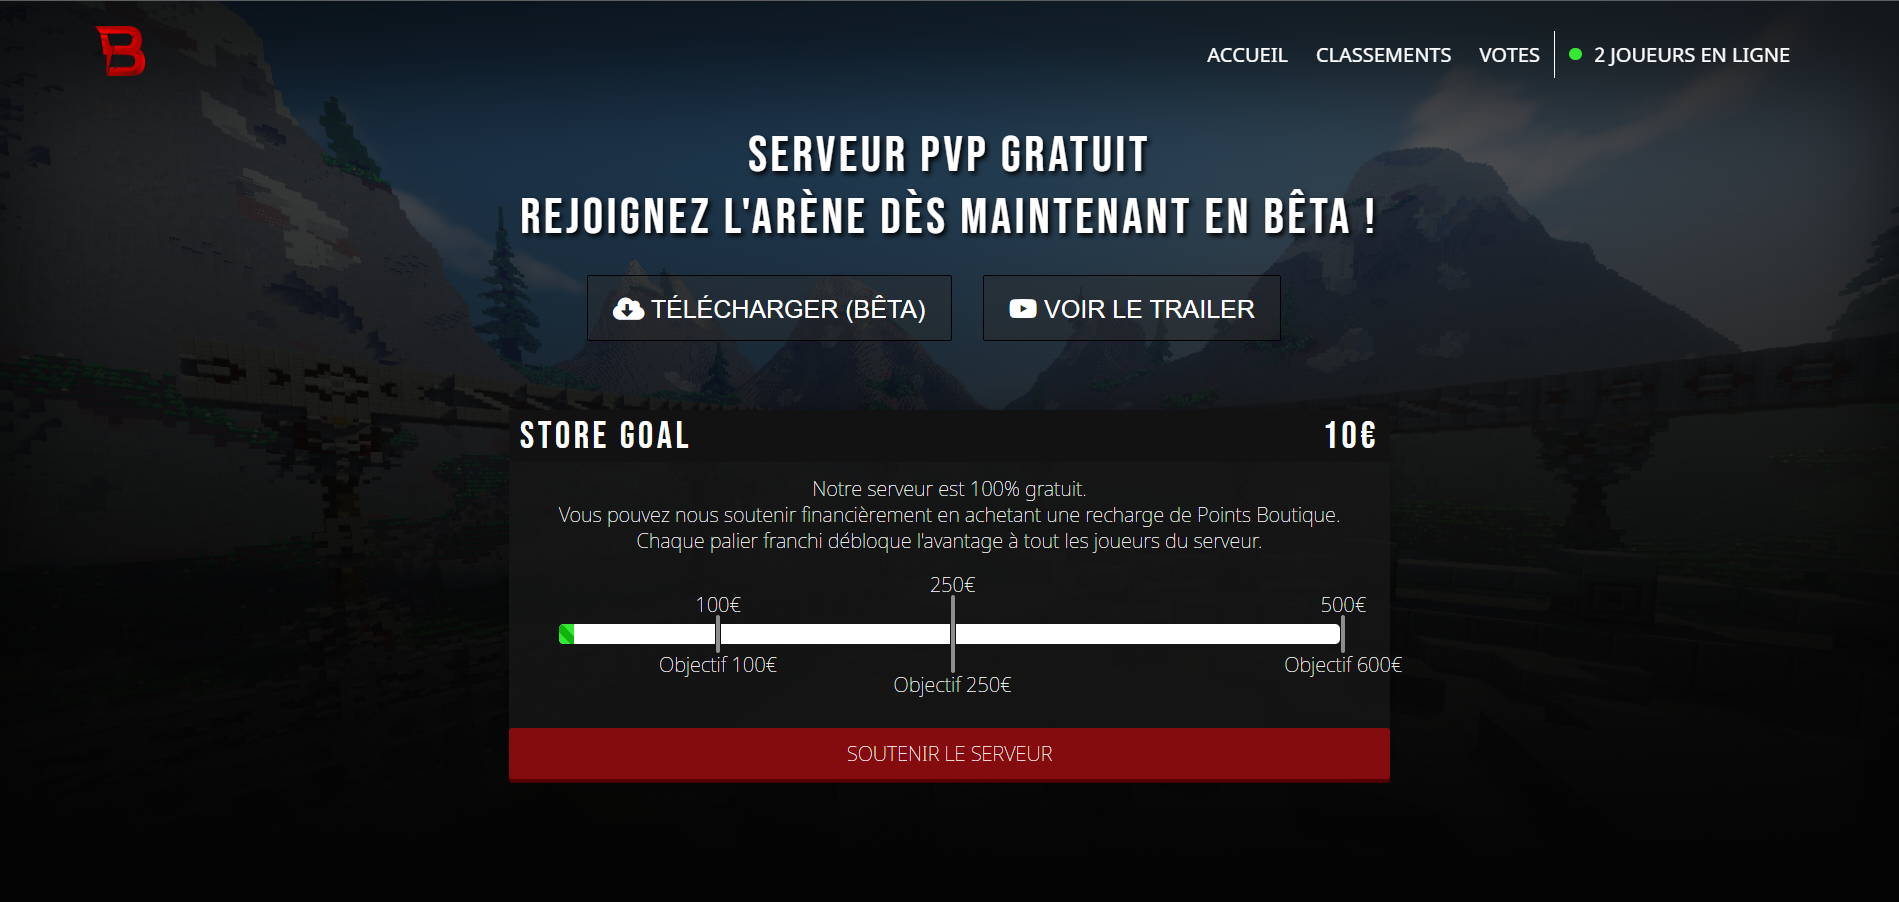 B
ACCUEIL CLASSEMENTS VOTES 2 JOUEURS EN LIGNE
SERVEUR PVP GRATUIT
REJOIGNEZ L'ARÈNE DÈS MAINTENANT EN BÊTA !
TÉLÉCHARGER (BÊTA) VOIR LE TRAILER
STORE GOAL 10€
Notre serveur est 100% gratuit.
Vous pouvez nous soutenir financièrement en achetant une recharge de Points Boutique.
Chaque palier franchi débloque l'avantage à tout les joueurs du serveur.
250€
100€ 500€
Objectif 100€ Objectif 600€
Objectif 250€
SOUTENIR LE SERVEUR